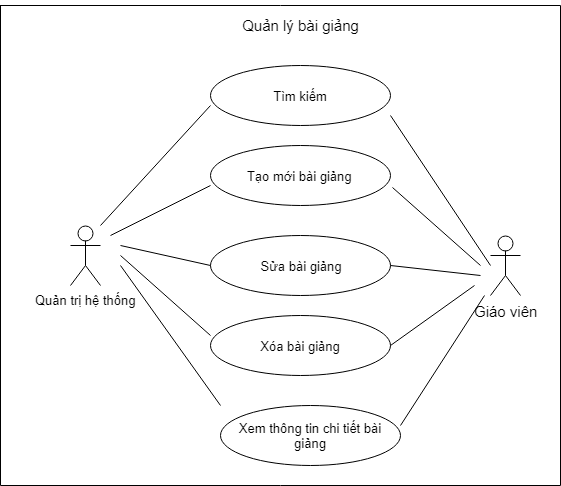 Quản lý bài giảng
Tìm kiếm
Tạo mới bài giảng
Sửa bài giảng
Quản trị hệ thống
Giáo viên
Xóa bài giảng
Xem thông tin chi tiết bài
giảng